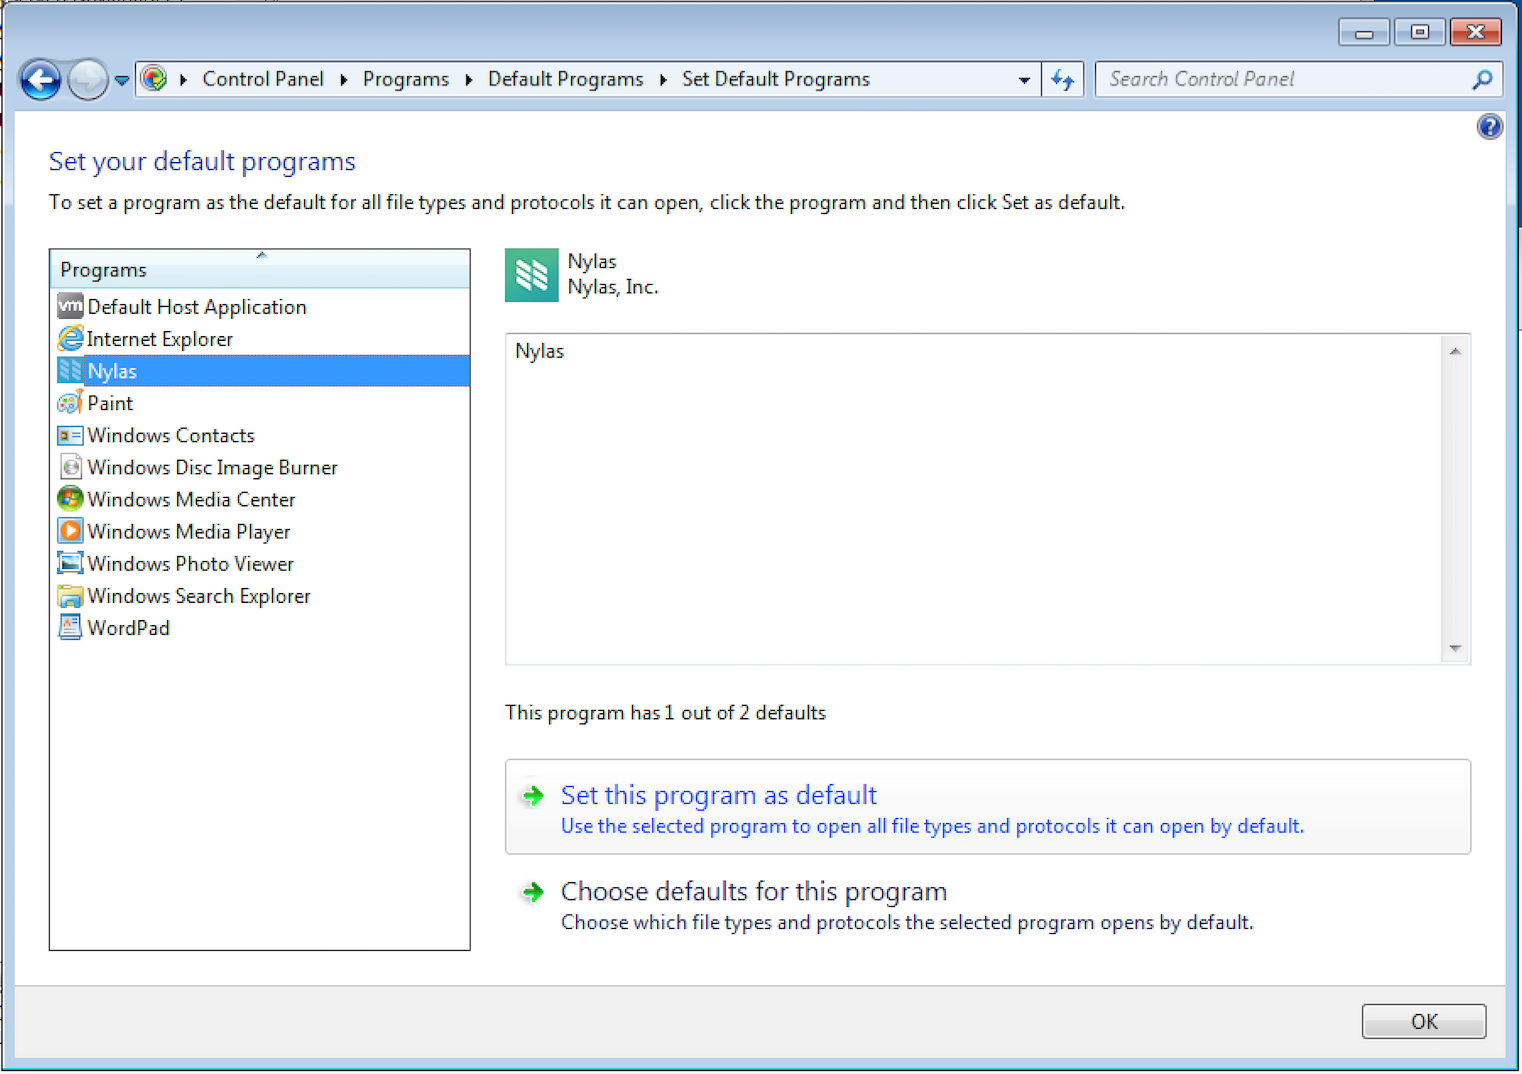 Control Panel Programs Default Programs Set Default Programs
Search Control Panel
?
Set your default programs
To set a program as the default for all file types and protocols it can open, click the program and then click Set as default.
Programs
vm Default Host Application
Internet Explorer
Nylas
Paint
Windows Contacts
Windows Disc Image Burner
Windows Media Center
Windows Media Player
Windows Photo Viewer
Windows Search Explorer
WordPad
Nylas
Nylas, Inc.
Nylas
This program has 1 out of 2 defaults
Set this program as default
Use the selected program to open all file types and protocols it can open by default.
Choose defaults for this program
Choose which file types and protocols the selected program opens by default.
OK